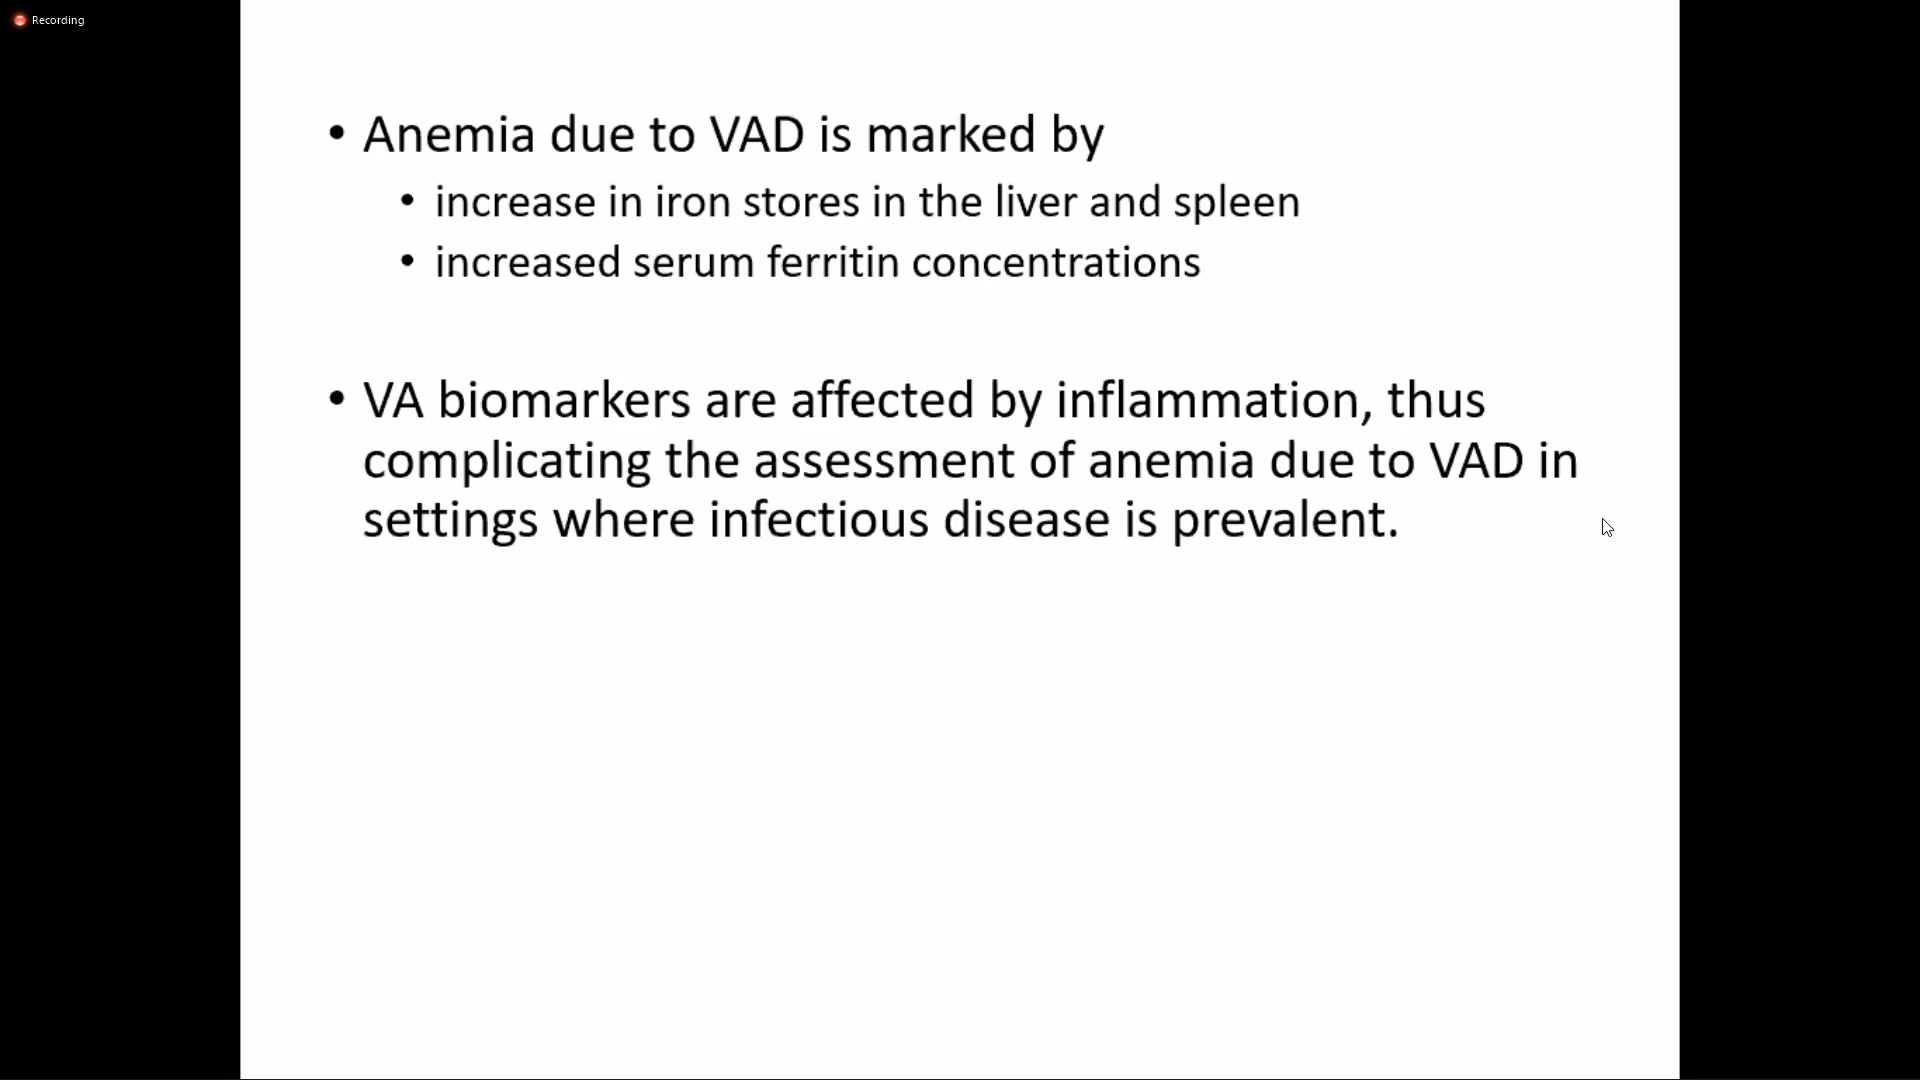 Recording
• Anemia due to VAD is marked by
• increase in iron stores in the liver and spleen
• increased serum ferritin concentrations
• VA biomarkers are affected by inflammation, thus
complicating the assessment of anemia due to VAD in
settings where infectious disease is prevalent.